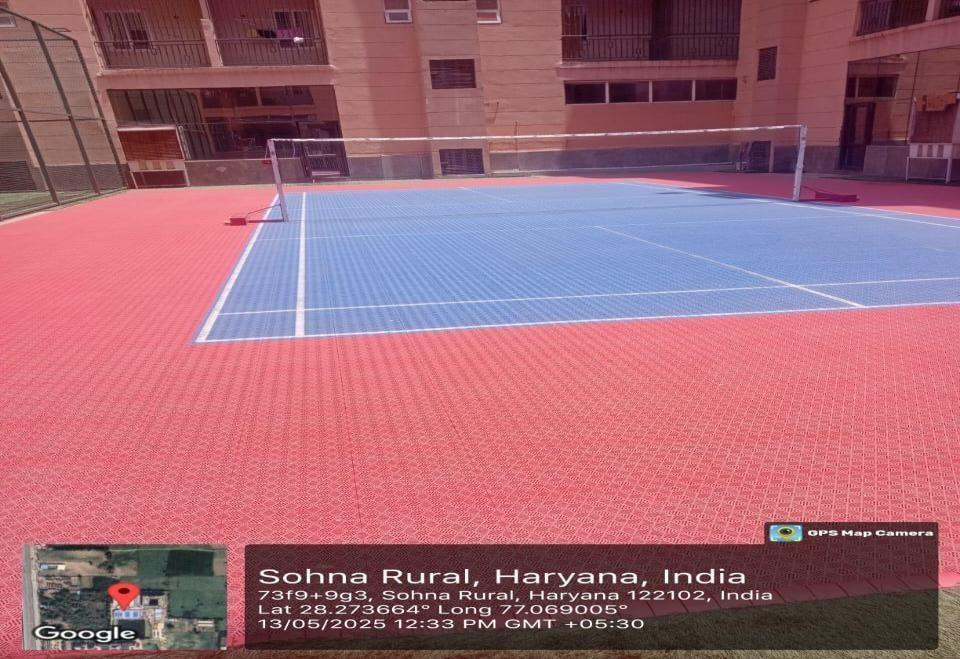 GPS Map Camera
Google
Sohna Rural, Haryana, India
73f9+9g3, Sohna Rural, Haryana 122102, India
Lat 28.273664° Long 77.069005°
13/05/2025 12:33 PM GMT +05:30